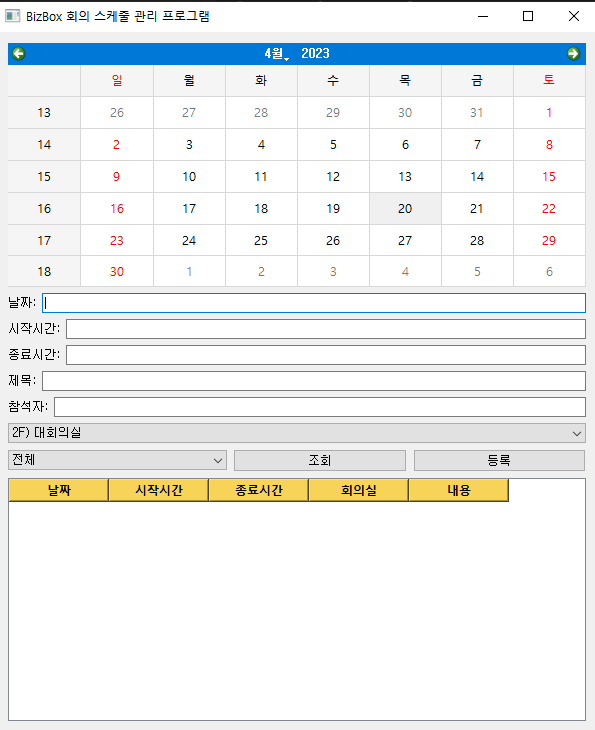 BizBox 회의 스케줄 관리 프로그램
4월 2023
일 월 화 수 목 금 토
13 26 27 28 29 30 31 1
14 2 3 4 5 6 7 8
15 9 10 11 12 13 14 15
16 16 17 18 19 20 21 22
17 23 24 25 26 27 28 29
18 30 1 2 3 4 5 6
날짜:
시작시간:
종료시간:
제목:
참석자:
2F) 대회의실
전체 조회 등록
날짜 시작시간 종료시간 회의실 내용